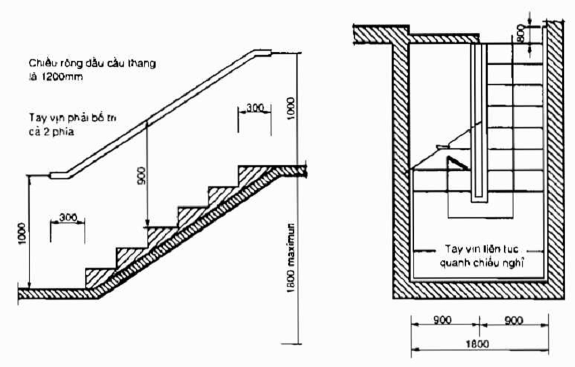 Chiều rộng đầu cầu thang
là 1200mm
Tay vịn phải bố trí
cả 2 phía
300
1000
900
300
1000
1800 maximun
800
Tay vịn liên tục
quanh chiếu nghỉ
900
900
1800